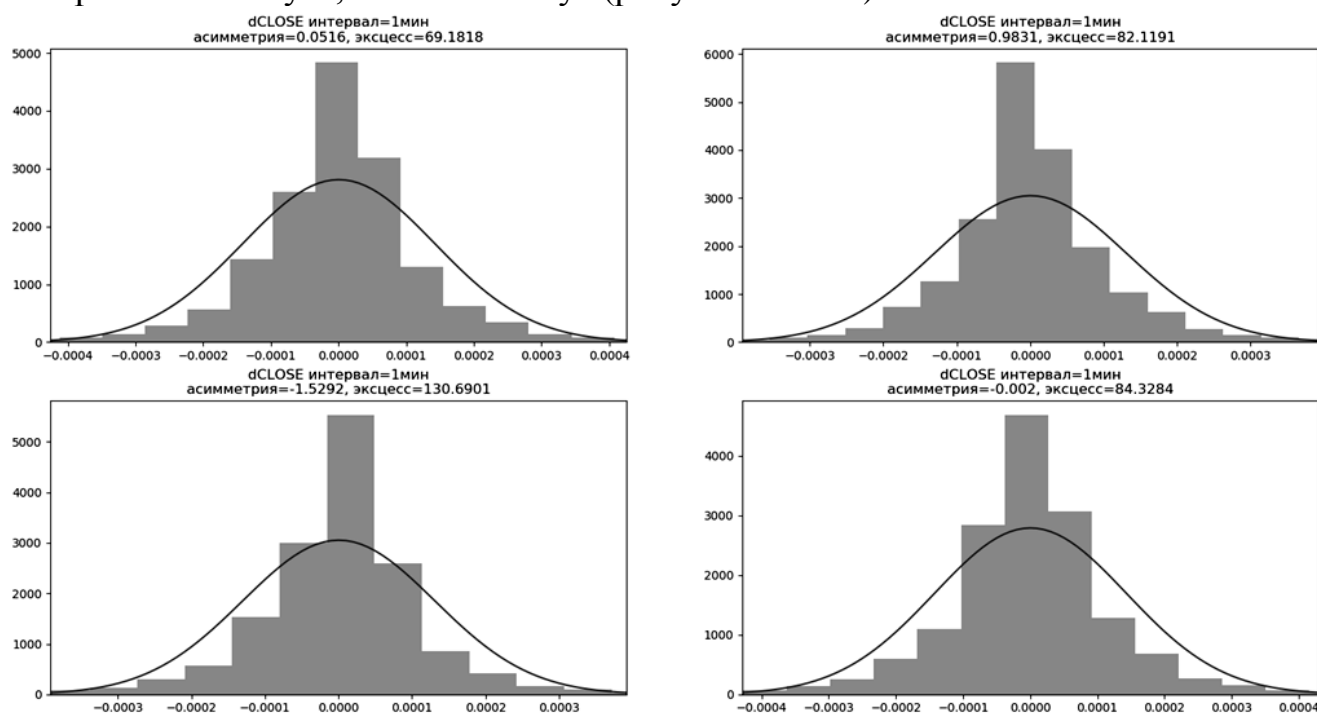 dCLOSE интервал=1мин
асимметрия=0.0516, эксцесс=69.1818
5000
4000
3000
2000
1000
0
−0.0004 −0.0003 −0.0002 −0.0001 0.0000 0.0001 0.0002 0.0003 0.0004
dCLOSE интервал=1мин
асимметрия=0.9831, эксцесс=82.1191
6000
5000
4000
3000
2000
1000
0
−0.0003 −0.0002 −0.0001 0.0000 0.0001 0.0002 0.0003
dCLOSE интервал=1мин
асимметрия=-1.5292, эксцесс=130.6901
5000
4000
3000
2000
1000
0
−0.0003 −0.0002 −0.0001 0.0000 0.0001 0.0002 0.0003
dCLOSE интервал=1мин
асимметрия=-0.002, эксцесс=84.3284
4000
3000
2000
1000
0
−0.0004 −0.0003 −0.0002 −0.0001 0.0000 0.0001 0.0002 0.0003 0.0004